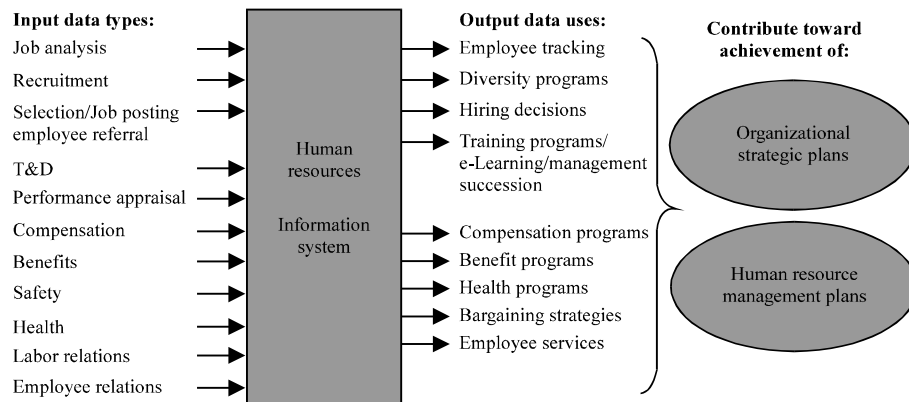 Input data types:
Job analysis
Recruitment
Selection/Job posting
employee referral
T&D
Performance appraisal
Compensation
Benefits
Safety
Health
Labor relations
Employee relations
Human
resources
Information
system
Output data uses:
Employee tracking
Diversity programs
Hiring decisions
Training programs/
e-Learning/management
succession
Compensation programs
Benefit programs
Health programs
Bargaining strategies
Employee services
Contribute toward
achievement of:
Organizational
strategic plans
Human resource
management plans